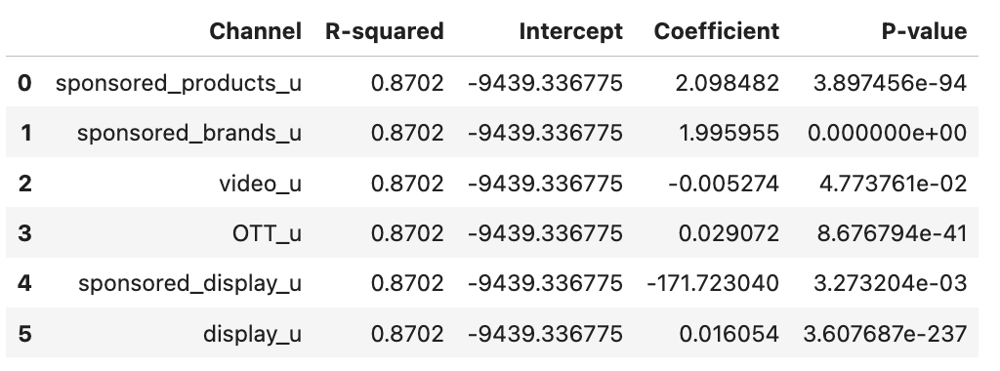 Channel R-squared Intercept Coefficient P-value
0 sponsored_products_u 0.8702 -9439.336775 2.098482 3.897456e-94
1 sponsored_brands_u 0.8702 -9439.336775 1.995955 0.000000e+00
2 video_u 0.8702 -9439.336775 -0.005274 4.773761e-02
3 OTT_u 0.8702 -9439.336775 0.029072 8.676794e-41
4 sponsored_display_u 0.8702 -9439.336775 -171.723040 3.273204e-03
5 display_u 0.8702 -9439.336775 0.016054 3.607687e-237